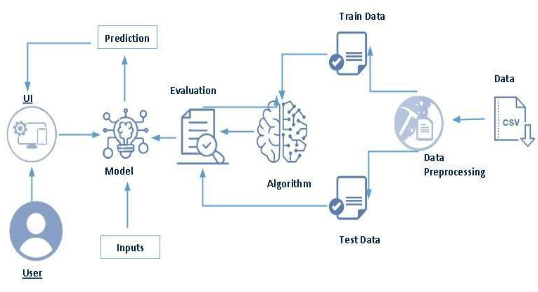 Train Data
Prediction
Data
Evaluation
UI
CSV
Model
Algorithm
Data
Preprocessing
Inputs
Test Data
User